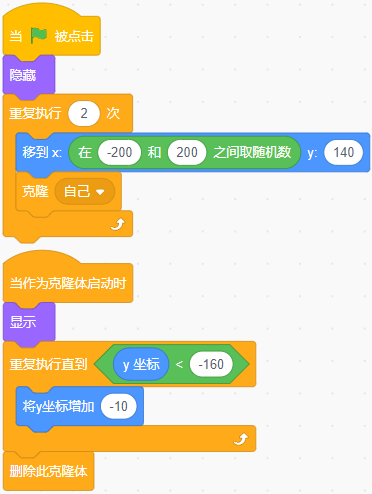 当 被点击
隐藏
重复执行 2 次
移到 x: 在 -200 和 200 之间取随机数 y: 140
克隆 自己
当作为克隆体启动时
显示
重复执行直到 y 坐标 < -160
将y坐标增加 -10
删除此克隆体